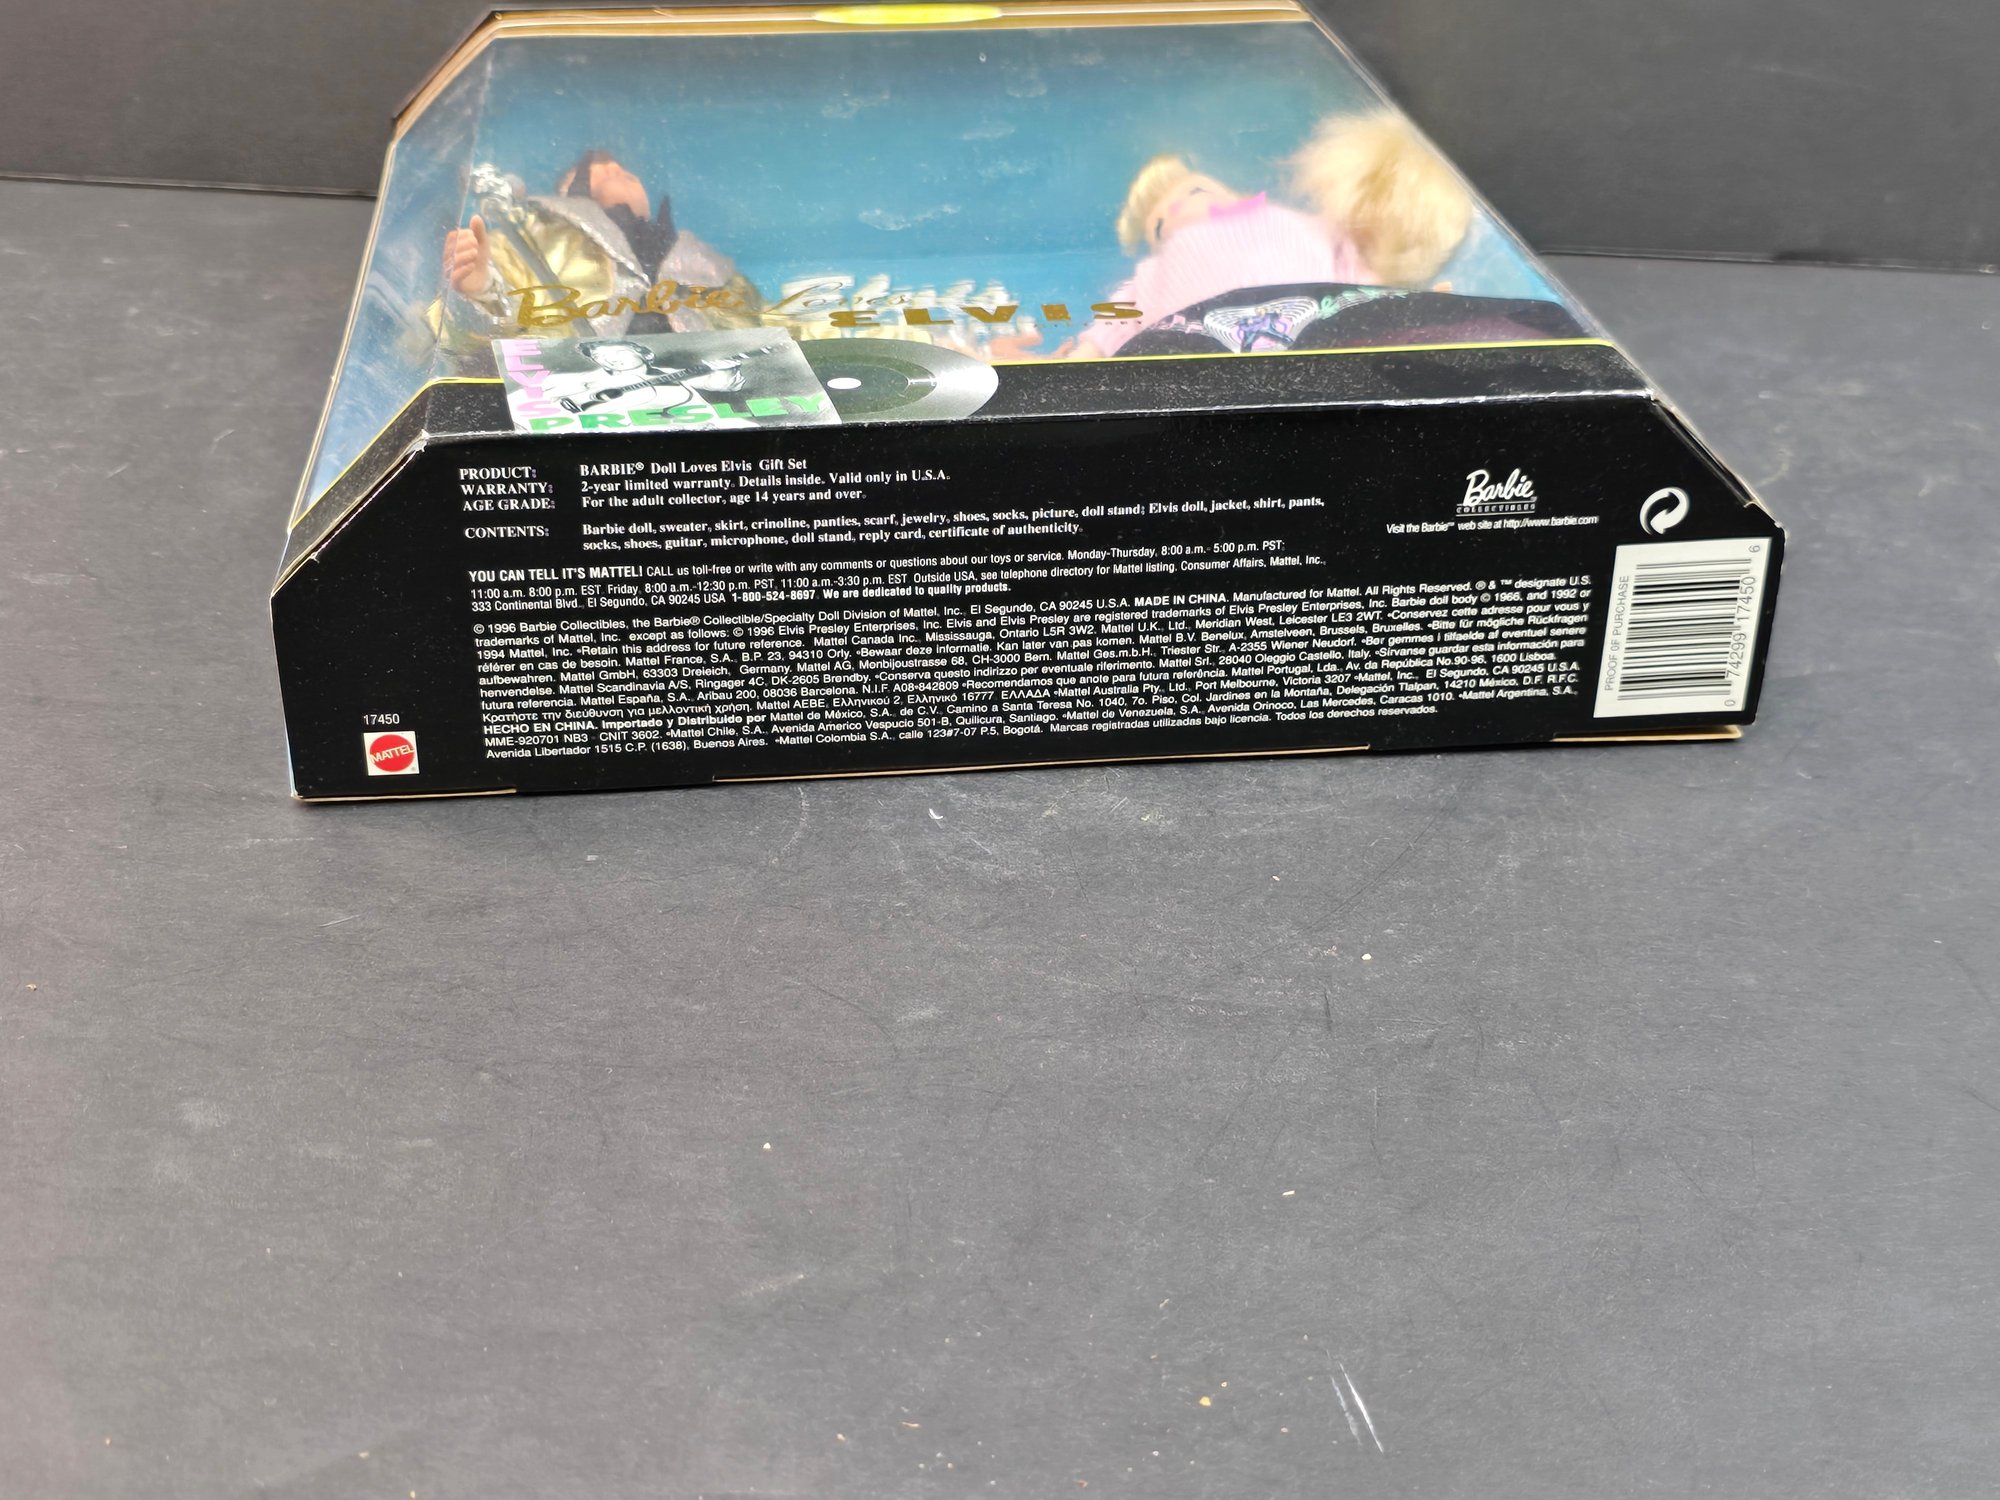 Barbie Loves
ELVIS
ELVIS
PRESLEY
PRODUCT: BARBIE® Doll Loves Elvis Gift Set
WARRANTY: 2-year limited warranty. Details inside. Valid only in U.S.A.
AGE GRADE: For the adult collector, age 14 years and over.
CONTENTS: Barbie doll, sweater, skirt, crinoline, panties, scarf, jewelry, shoes, socks, picture, doll stand; Elvis doll, jacket, shirt, pants,
socks, shoes, guitar, microphone, doll stand, reply card, certificate of authenticity.
YOU CAN TELL IT'S MATTEL! CALL us toll-free or write with any comments or questions about our toys or service. Monday-Thursday, 8:00 a.m.- 5:00 p.m. PST;
11:00 a.m. 8:00 p.m. EST Friday, 8:00 a.m.-12:30 p.m. PST, 11:00 a.m.-3:30 p.m. EST Outside USA, see telephone directory for Mattel listing. Consumer Affairs, Mattel, Inc.,
333 Continental Blvd., El Segundo, CA 90245 USA 1-800-524-8697. We are dedicated to quality products.
© 1996 Barbie Collectibles, the Barbie® Collectible/Specialty Doll Division of Mattel, Inc., El Segundo, CA 90245 U.S.A. MADE IN CHINA. Manufactured for Mattel. All Rights Reserved. ® & ™ designate U.S.
trademarks of Mattel, Inc. except as follows: © 1996 Elvis Presley Enterprises, Inc. Elvis and Elvis Presley are registered trademarks of Elvis Presley Enterprises, Inc. Barbie doll body © 1966, and 1992 or
1994 Mattel, Inc. •Retain this address for future reference. Mattel Canada Inc., Mississauga, Ontario L5R 3W2. Mattel U.K., Ltd., Meridian West, Leicester LE3 2WT. •Conservez cette adresse pour vous y
référer en cas de besoin. Mattel France, S.A., B.P. 23, 94310 Orly. •Bewaar deze informatie. Kan later van pas komen. Mattel B.V. Benelux, Amstelveen, Brussels, Bruxelles. •Bitte für mögliche Rückfragen
aufbewahren. Mattel GmbH, 63303 Dreieich, Germany. Mattel AG, Monbijoustrasse 68, CH-3000 Bern. Mattel Ges.m.b.H., Triester Str., A-2355 Wiener Neudorf. •Bør gemmes i tilfælde af eventuel senere
henvendelse. Mattel Scandinavia A/S, Ringager 4C, DK-2605 Brøndby. •Conserva questo indirizzo per eventuale riferimento. Mattel Srl., 28040 Oleggio Castello, Italy. •Sírvanse guardar esta información para
futura referencia. Mattel España, S.A., Aribau 200, 08036 Barcelona. N.I.F. A08-842809 •Recomendamos que anote para futura referência. Mattel Portugal, Lda., Av. da República No.90-96, 1600 Lisboa.
Κρατήστε την διεύθυνση για μελλοντική χρήση. Mattel AEBE, Ελληνικού 2, Ελληνικό 16777 ΕΛΛΑΔΑ •Mattel Australia Pty., Ltd., Port Melbourne, Victoria 3207 •Mattel, Inc., El Segundo, CA 90245 U.S.A.
HECHO EN CHINA. Importado y Distribuido por Mattel de México, S.A. de C.V., Camino a Santa Teresa No. 1040, 7o. Piso, Col. Jardines en la Montaña, Delegación Tlalpan, 14210 México, D.F. R.F.C.
MME-920701 NB3 CNIT 3602. •Mattel Chile, S.A., Avenida Americo Vespucio 501-B, Quilicura, Santiago. •Mattel de Venezuela, S.A., Avenida Orinoco, Las Mercedes, Caracas 1010. •Mattel Argentina, S.A.,
Avenida Libertador 1515 C.P. (1638), Buenos Aires. •Mattel Colombia S.A., calle 123#7-07 P.5, Bogotá. Marcas registradas utilizadas bajo licencia. Todos los derechos reservados.
17450
MATTEL
Barbie
COLLECTIBLES
Visit the Barbie™ web site at http://www.barbie.com
PROOF OF PURCHASE
0 74299 17450 6